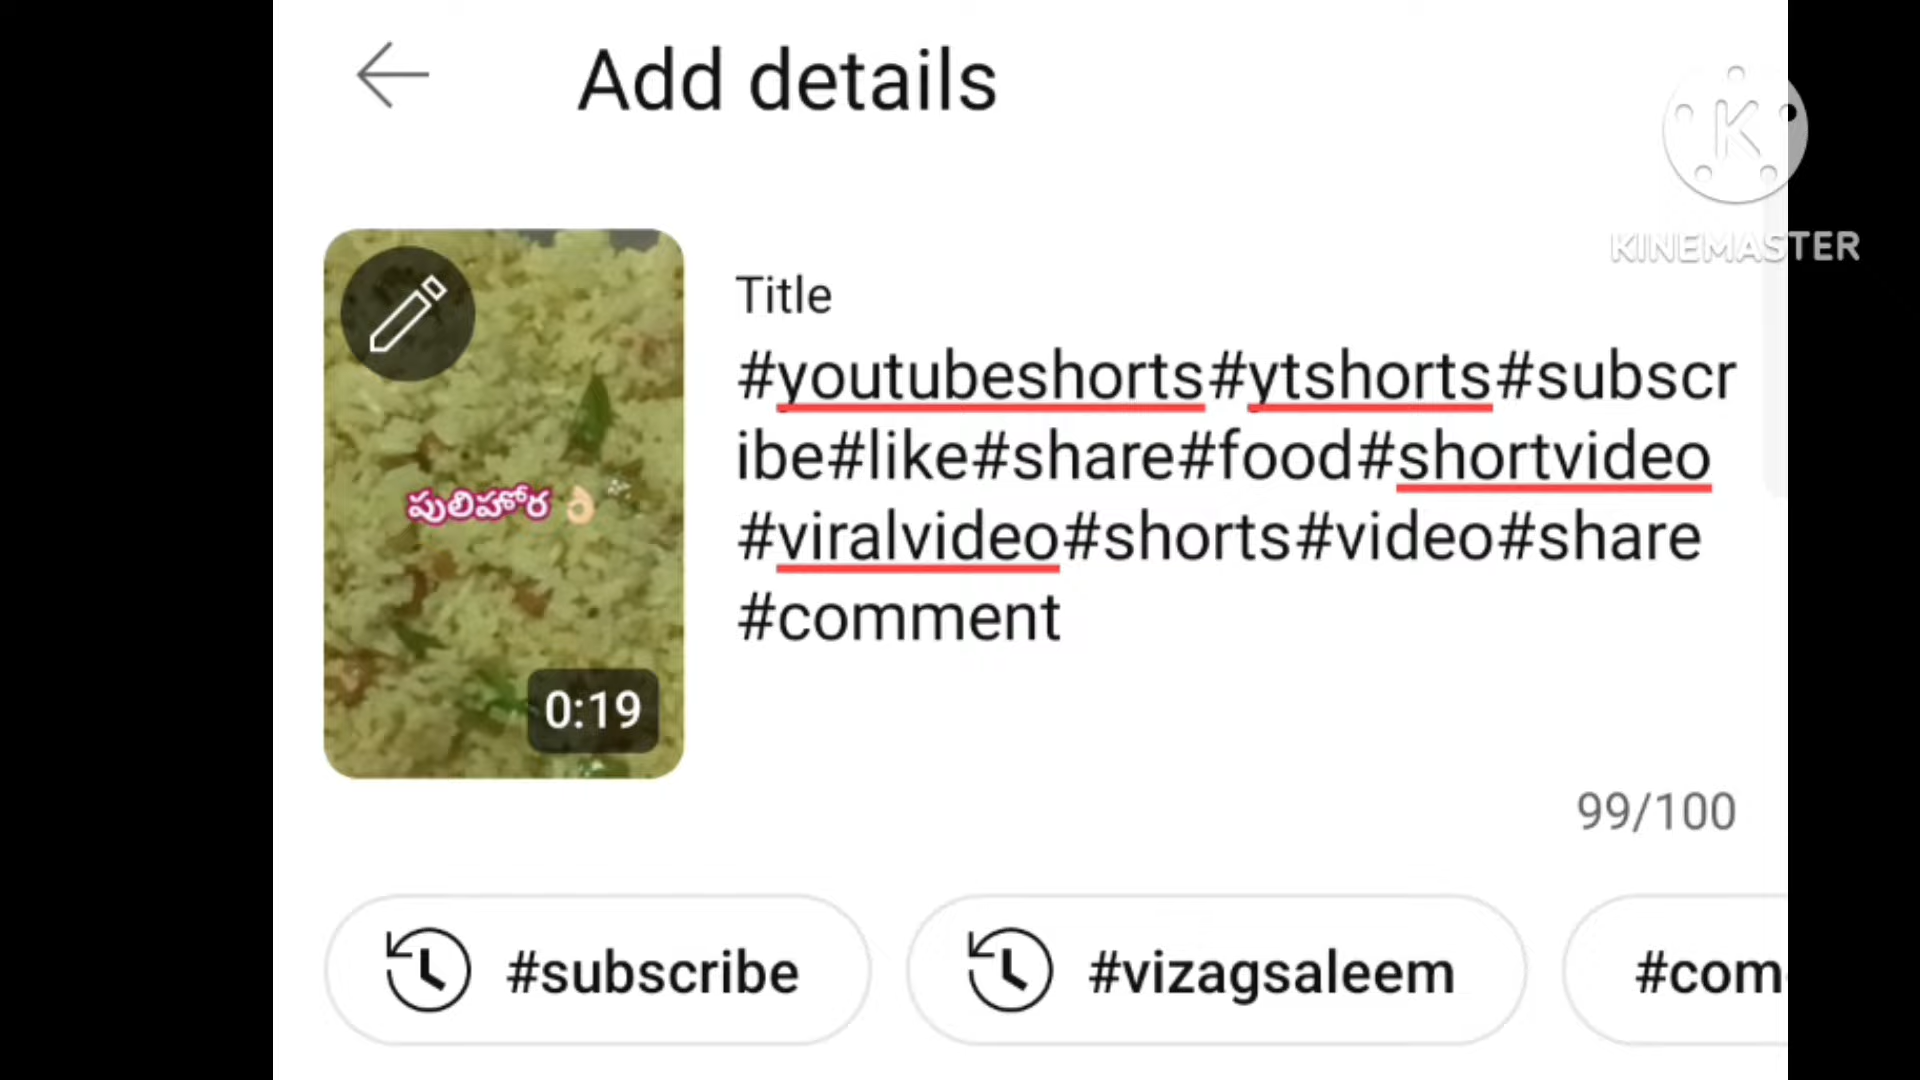 Add details
K
KINEMASTER
Title
#youtubeshorts#ytshorts#subscr
ibe#like#share#food#shortvideo
#viralvideo#shorts#video#share
#comment
పులిహోర
0:19
99/100
#subscribe
#vizagsaleem
#com